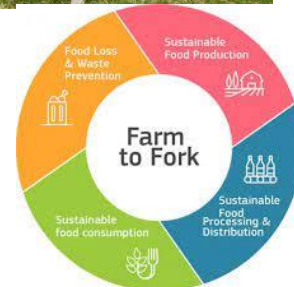 Food Loss
& Waste
Prevention
Sustainable
Food Production
Farm
to Fork
Sustainable
Food
Processing &
Distribution
Sustainable
food consumption